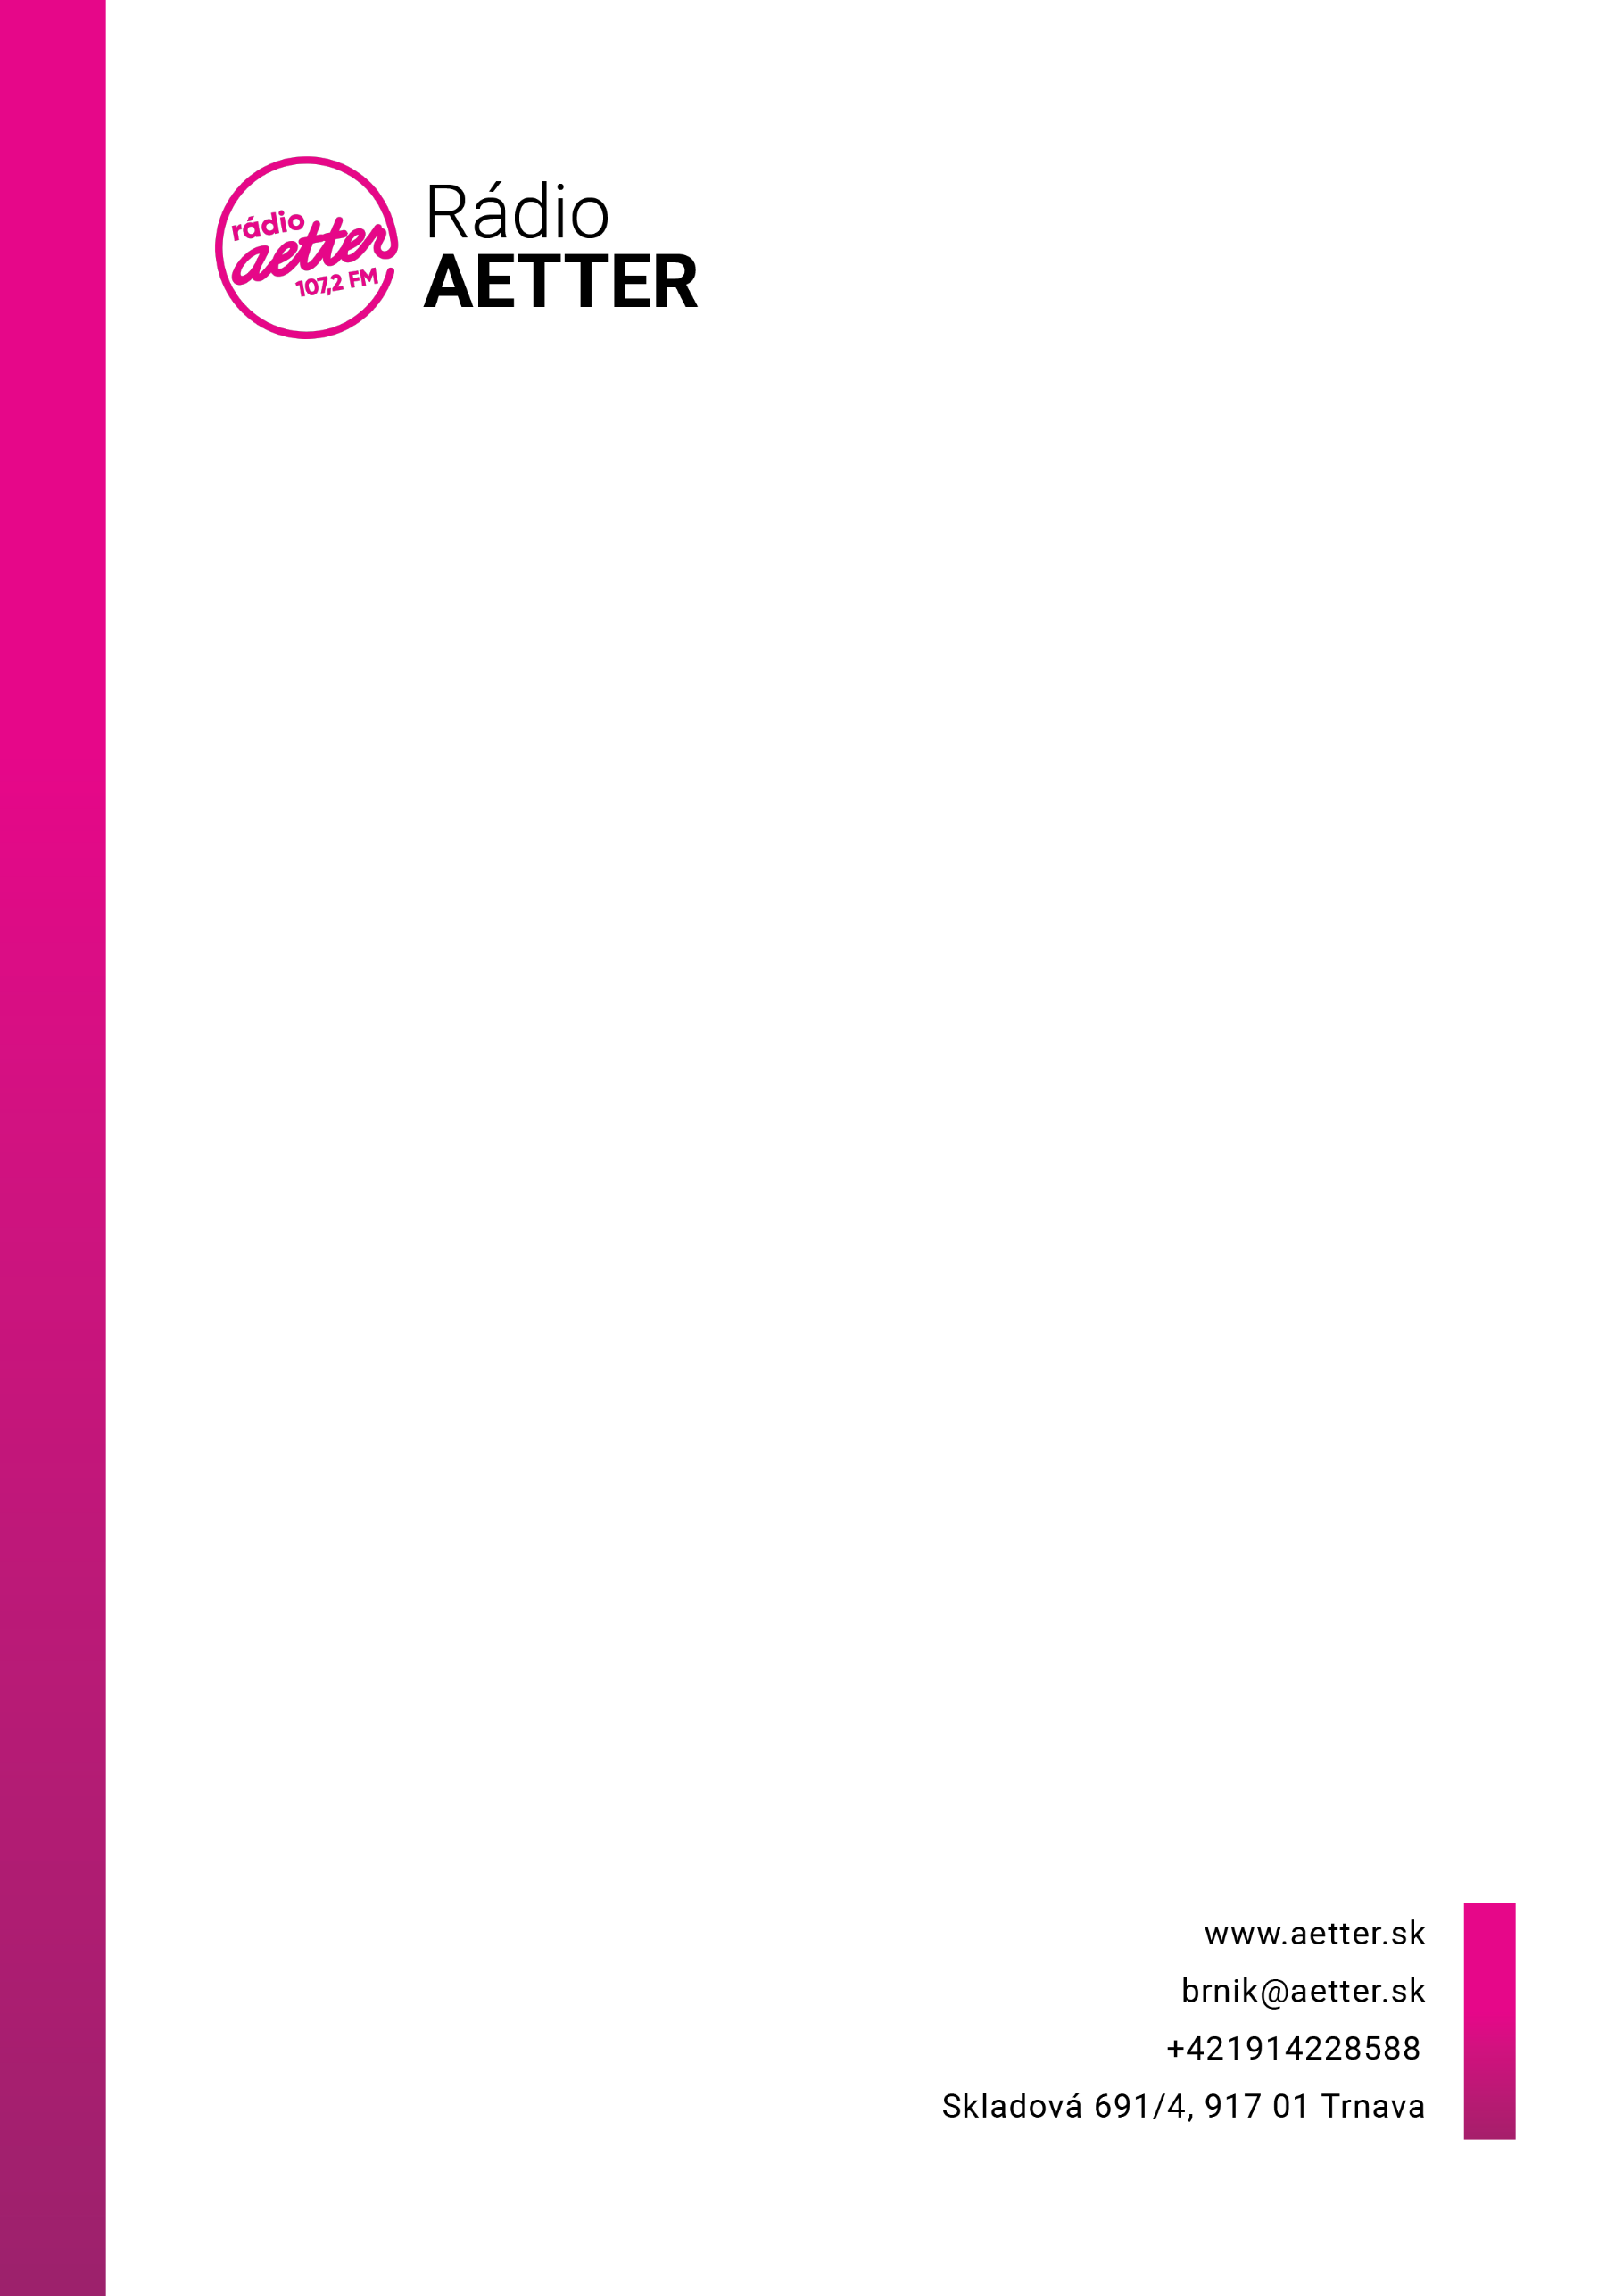 rádio
aetter
107,2 FM
Rádio
AETTER
www.aetter.sk
brnik@aetter.sk
+421914228588
Skladová 691/4, 917 01 Trnava